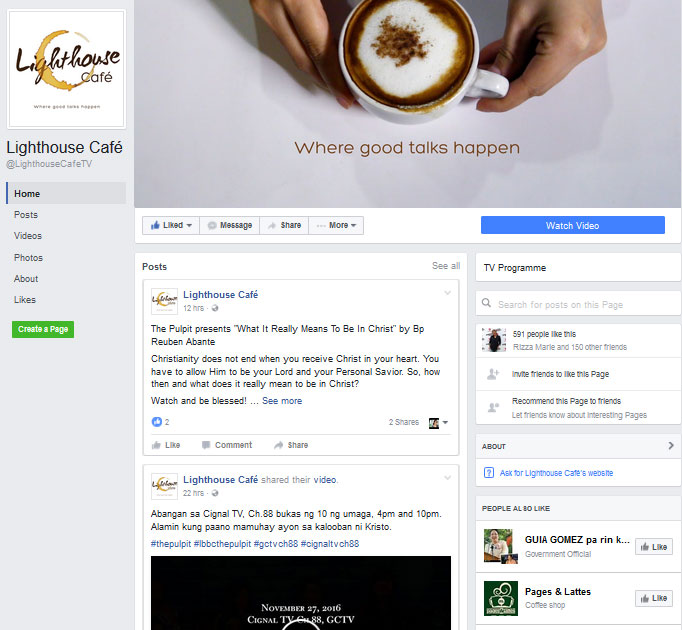 Lighthouse
Café
Where good talks happen
Lighthouse Café
@LighthouseCafeTV
Home
Posts
Videos
Photos
About
Likes
Create a Page
Where good talks happen
Liked
Message
Share
··· More
Watch Video
Posts
See all
Lighthouse Café
12 hrs ·
The Pulpit presents "What It Really Means To Be In Christ" by Bp
Reuben Abante
Christianity does not end when you receive Christ in your heart. You
have to allow Him to be your Lord and your Personal Savior. So, how
then and what does it really mean to be in Christ?
Watch and be blessed! ... See more
2
2 Shares
Like
Comment
Share
Lighthouse Café shared their video.
22 hrs ·
Abangan sa Cignal TV, Ch.88 bukas ng 10 ng umaga, 4pm and 10pm.
Alamin kung paano mamuhay ayon sa kalooban ni Kristo.
#thepulpit #lbbcthepulpit #gctvch88 #cignaltvch88
November 27, 2016
Cignal TV Ch.88, GCTV
TV Programme
Search for posts on this Page
591 people like this
Rizza Marie and 150 other friends
Invite friends to like this Page
Recommend this Page to friends
Let friends know about interesting Pages
ABOUT
Ask for Lighthouse Café's website
PEOPLE ALSO LIKE
GUIA GOMEZ pa rin k...
Government Official
Like
Pages & Lattes
Coffee shop
Like